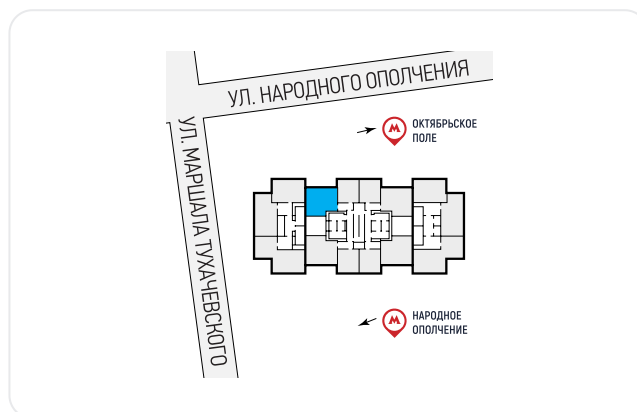 УЛ. НАРОДНОГО ОПОЛЧЕНИЯ
УЛ. МАРШАЛА ТУХАЧЕВСКОГО
М ОКТЯБРЬСКОЕ
ПОЛЕ
М НАРОДНОЕ
ОПОЛЧЕНИЕ